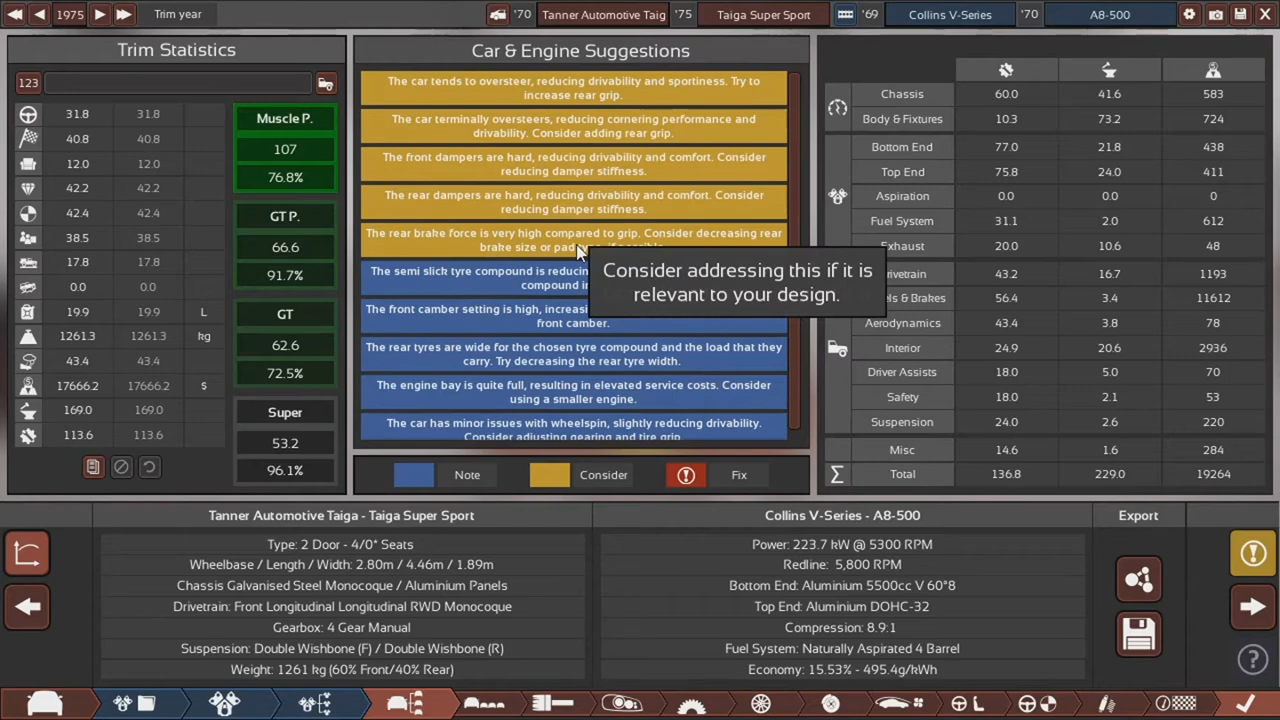 1975
Trim year
'70
Tanner Automotive Taig
'75
Taiga Super Sport
'69
Collins V-Series
'70
A8-500
Trim Statistics
123
31.8 31.8
40.8 40.8
12.0 12.0
42.2 42.2
42.4 42.4
38.5 38.5
17.8 17.8
0.0 0.0
19.9 19.9 L
1261.3 1261.3 kg
43.4 43.4
17666.2 17666.2 $
169.0 169.0
113.6 113.6
Muscle P.
107
76.8%
GT P.
66.6
91.7%
GT
62.6
72.5%
Super
53.2
96.1%
Car & Engine Suggestions
The car tends to oversteer, reducing drivability and sportiness. Try to
increase rear grip.
The car terminally oversteers, reducing cornering performance and
drivability. Consider adding rear grip.
The front dampers are hard, reducing drivability and comfort. Consider
reducing damper stiffness.
The rear dampers are hard, reducing drivability and comfort. Consider
reducing damper stiffness.
The rear brake force is very high compared to grip. Consider decreasing rear
brake size or pad
The semi slick tyre compound is
compound
The front camber setting is high,
front camber.
The rear tyres are wide for the chosen tyre compound and the load that they
carry. Try decreasing the rear tyre width.
The engine bay is quite full, resulting in elevated service costs. Consider
using a smaller engine.
The car has minor issues with wheelspin, slightly reducing drivability.
Consider adjusting gearing and tire grip.
Consider addressing this if it is
relevant to your design.
Note
Consider
Fix
Chassis 60.0 41.6 583
Body & Fixtures 10.3 73.2 724
Bottom End 77.0 21.8 438
Top End 75.8 24.0 411
Aspiration 0.0 0.0 0
Fuel System 31.1 2.0 612
Exhaust 20.0 10.6 48
rivetrain 43.2 16.7 1193
ls & Brakes 56.4 3.4 11612
Aerodynamics 43.4 3.8 78
Interior 24.9 20.6 2936
Driver Assists 18.0 5.0 70
Safety 18.0 2.1 53
Suspension 24.0 2.6 220
Misc 14.6 1.6 284
Σ Total 136.8 229.0 19264
Tanner Automotive Taiga - Taiga Super Sport
Type: 2 Door - 4/0* Seats
Wheelbase / Length / Width: 2.80m / 4.46m / 1.89m
Chassis Galvanised Steel Monocoque / Aluminium Panels
Drivetrain: Front Longitudinal Longitudinal RWD Monocoque
Gearbox: 4 Gear Manual
Suspension: Double Wishbone (F) / Double Wishbone (R)
Weight: 1261 kg (60% Front/40% Rear)
Collins V-Series - A8-500
Power: 223.7 kW @ 5300 RPM
Redline: 5,800 RPM
Bottom End: Aluminium 5500cc V 60°8
Top End: Aluminium DOHC-32
Compression: 8.9:1
Fuel System: Naturally Aspirated 4 Barrel
Economy: 15.53% - 495.4g/kWh
Export